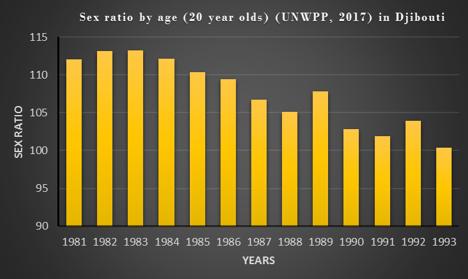 Sex ratio by age (20 year olds) (UNWPP, 2017) in Djibouti
115
110
105
100
95
90
SEX RATIO
1981 1982 1983 1984 1985 1986 1987 1988 1989 1990 1991 1992 1993
YEARS